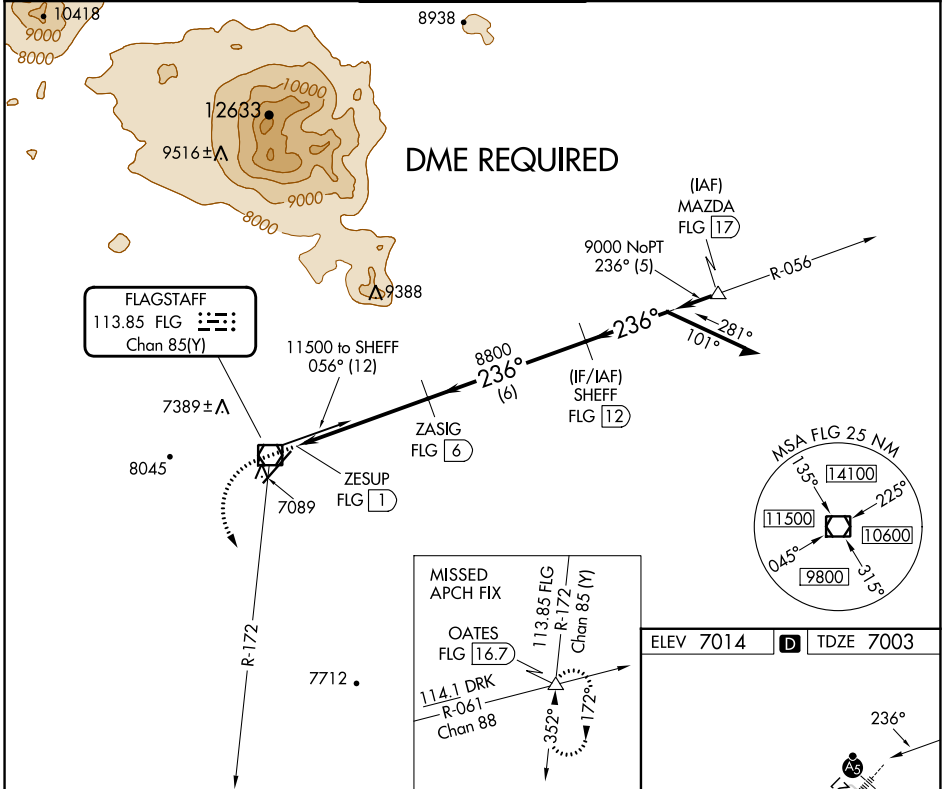 10418
9000
8000
8938
10000
12633
9516±
9000
8000
9388
DME REQUIRED
(IAF)
MAZDA
FLG 17
9000 NoPT
236° (5)
R-056
FLAGSTAFF
113.85 FLG
Chan 85(Y)
11500 to SHEFF
056° (12)
8800
236°
(6)
236°
281°
101°
(IF/IAF)
SHEFF
FLG 12
ZASIG
FLG 6
7389±
8045
ZESUP
FLG 1
7089
R-172
7712
MSA FLG 25 NM
135°
14100
225°
11500
10600
045°
9800
315°
MISSED
APCH FIX
113.85 FLG
R-172
Chan 85 (Y)
OATES
FLG 16.7
114.1 DRK
R-061
Chan 88
352°
172°
ELEV 7014
D
TDZE 7003
236°
A5